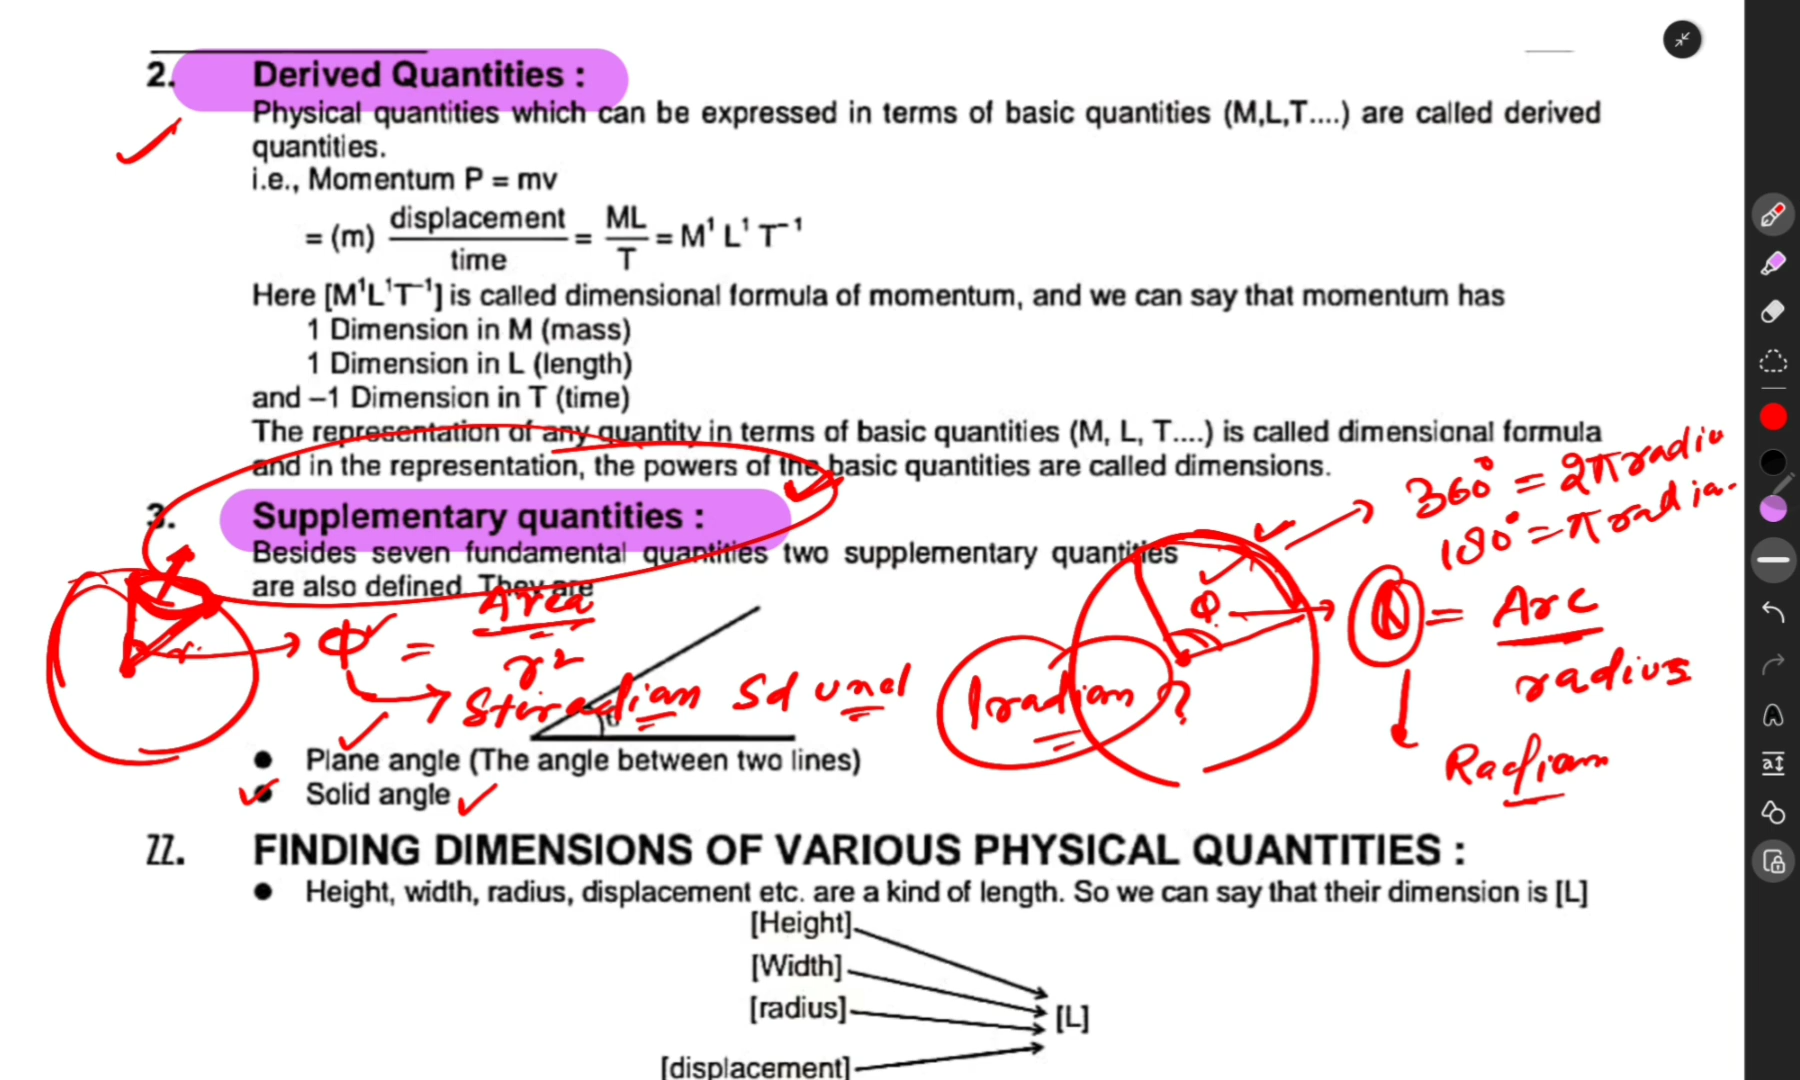 2. Derived Quantities :
Physical quantities which can be expressed in terms of basic quantities (M,L,T....) are called derived
quantities.
i.e., Momentum P = mv
= (m) displacement / time = ML / T = M¹ L¹ T⁻¹
Here [M¹L¹T⁻¹] is called dimensional formula of momentum, and we can say that momentum has
1 Dimension in M (mass)
1 Dimension in L (length)
and –1 Dimension in T (time)
The representation of any quantity in terms of basic quantities (M, L, T....) is called dimensional formula
and in the representation, the powers of the basic quantities are called dimensions.
360° = 2π radia
180° = π radia.
3. Supplementary quantities :
Besides seven fundamental quantities two supplementary quantities
are also defined. They are
r
ϕ = Area / r²
Steradian Sd unel
θ
1 radian ?
ϕ
= Arc / radius
Radian
● Plane angle (The angle between two lines)
● Solid angle
ZZ. FINDING DIMENSIONS OF VARIOUS PHYSICAL QUANTITIES :
● Height, width, radius, displacement etc. are a kind of length. So we can say that their dimension is [L]
[Height]
[Width]
[radius]
[L]
[displacement]